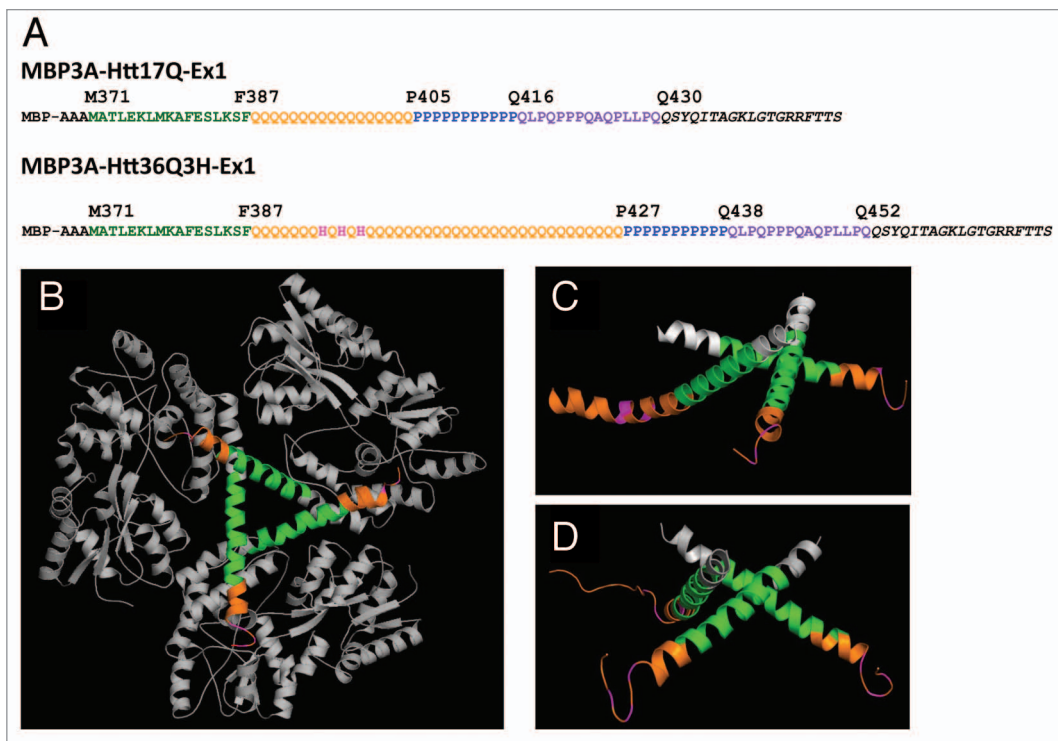 A
MBP3A-Htt17Q-Ex1
M371 F387 P405 Q416 Q430
MBP-AAAMATLEKLMKAFESLKSFQQQQQQQQQQQQQQQQQPPPPPPPPPPPQLPQPPPQAQPLLPQQSYQITAGKLGTGRRFTTS
MBP3A-Htt36Q3H-Ex1
M371 F387 P427 Q438 Q452
MBP-AAAMATLEKLMKAFESLKSFQQQQQQQHQHQHQQQQQQQQQQQQQQQQQQQQQQQQQQQPPPPPPPPPPPQLPQPPPQAQPLLPQQSYQITAGKLGTGRRFTTS
B
C
D